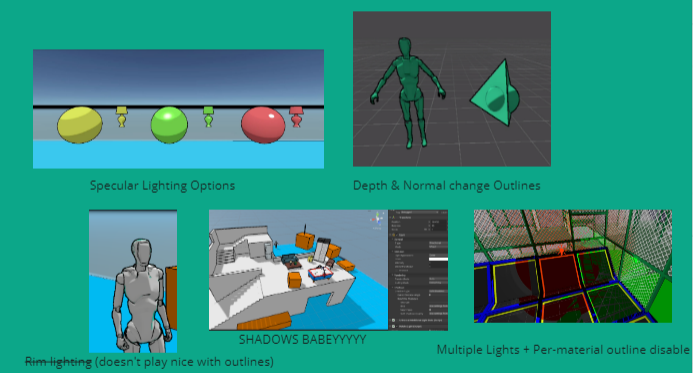 Specular Lighting Options
Depth & Normal change Outlines
SHADOWS BABEYYYYY
Rim lighting (doesn't play nice with outlines)
Multiple Lights + Per-material outline disable